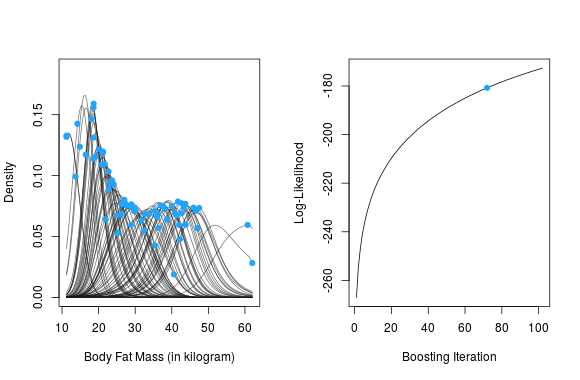 Density
0.00 0.05 0.10 0.15
10 20 30 40 50 60
Body Fat Mass (in kilogram)
Log-Likelihood
-260 -240 -220 -200 -180
0 20 40 60 80 100
Boosting Iteration